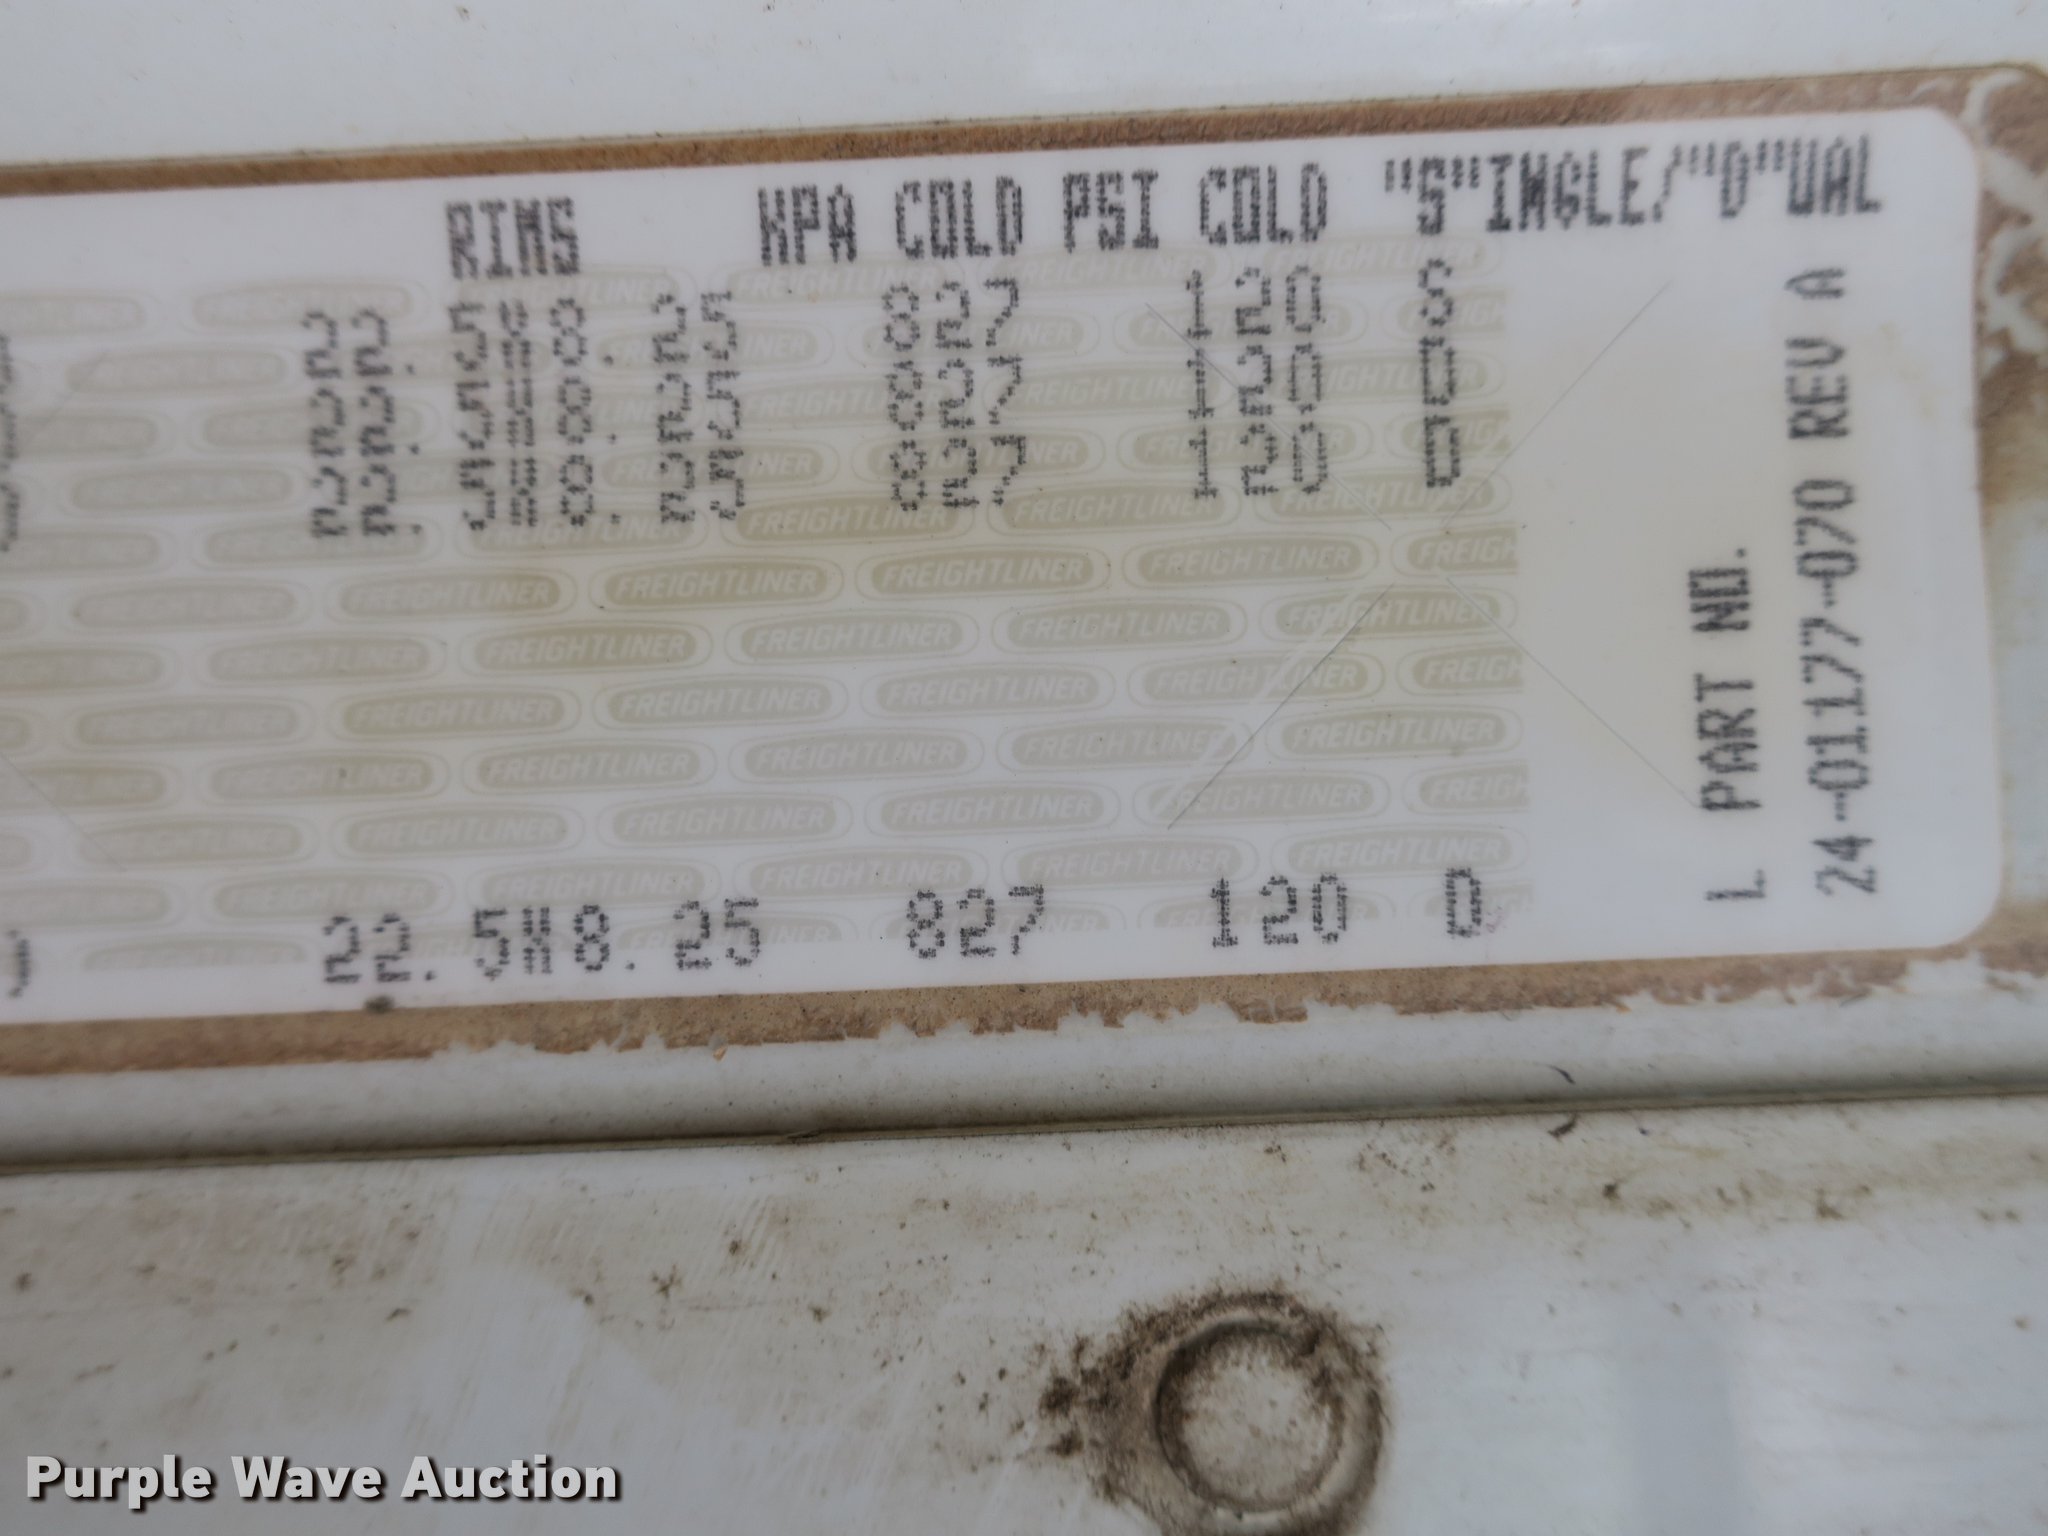 RIMS KPA COLD PSI COLD "S"INGLE/"D"UAL
22.5x8.25 827 120 S
22.5x8.25 827 120 D
22.5x8.25 827 120 D
22.5x8.25 827 120 D
L PART NO.
24-01177-070 REV A
FREIGHTLINER
Purple Wave Auction